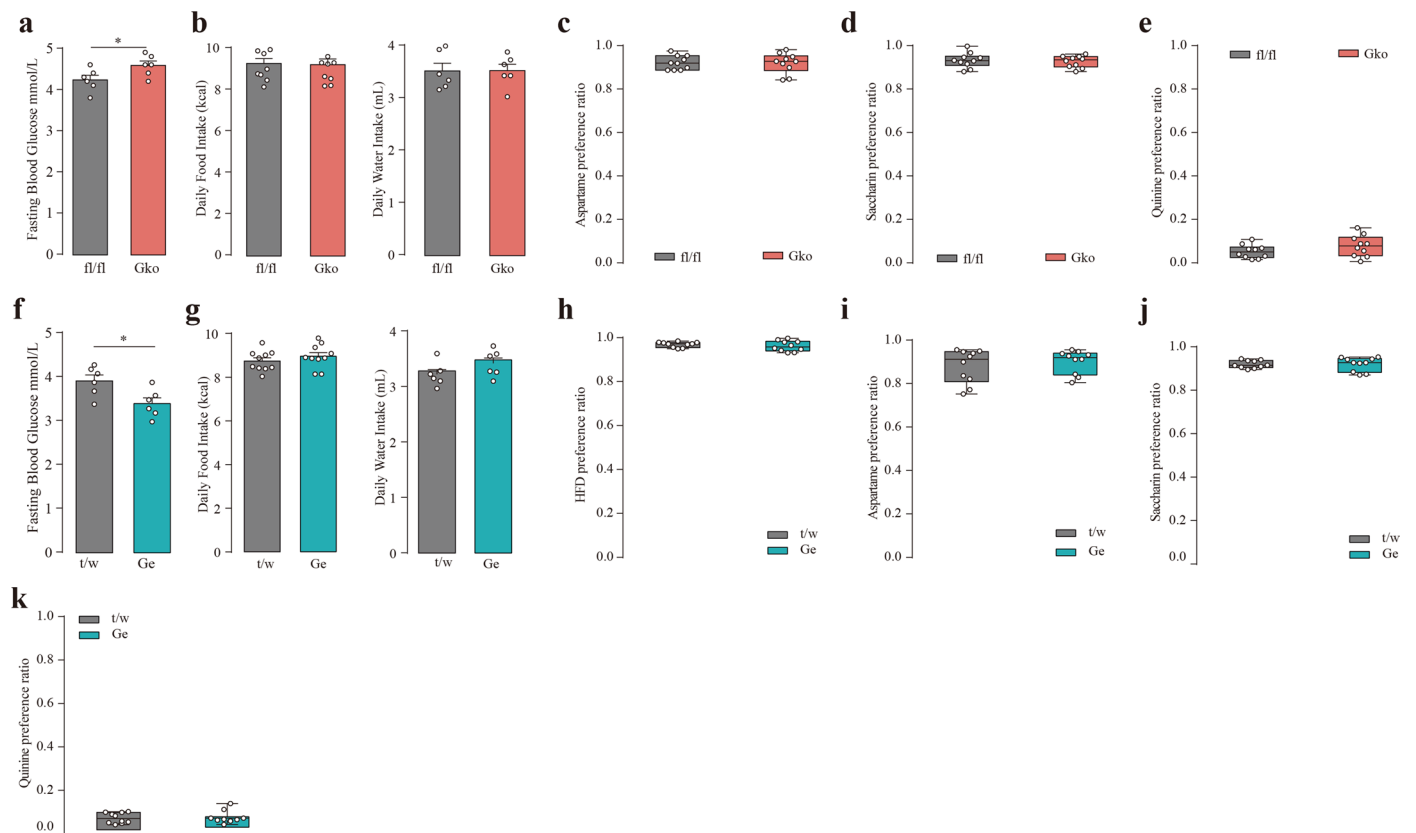 a
Fasting Blood Glucose mmol/L
5
4
3
2
1
0
*
fl/fl
Gko
b
Daily Food Intake (kcal)
10
8
6
4
2
0
fl/fl
Gko
Daily Water Intake (mL)
4
3
2
1
0
fl/fl
Gko
c
Aspartame preference ratio
1.0
0.8
0.6
0.4
0.2
0.0
fl/fl
Gko
d
Saccharin preference ratio
1.0
0.8
0.6
0.4
0.2
0.0
fl/fl
Gko
e
Quinine preference ratio
1.0
0.8
0.6
0.4
0.2
0.0
fl/fl
Gko
f
Fasting Blood Glucose mmol/L
5
4
3
2
1
0
*
t/w
Ge
g
Daily Food Intake (kcal)
10
8
6
4
2
0
t/w
Ge
Daily Water Intake (mL)
4
3
2
1
0
t/w
Ge
h
HFD preference ratio
1.0
0.8
0.6
0.4
0.2
0.0
t/w
Ge
i
Aspartame preference ratio
1.0
0.8
0.6
0.4
0.2
0.0
t/w
Ge
j
Saccharin preference ratio
1.0
0.8
0.6
0.4
0.2
0.0
t/w
Ge
k
Quinine preference ratio
1.0
0.8
0.6
0.4
0.2
0.0
t/w
Ge